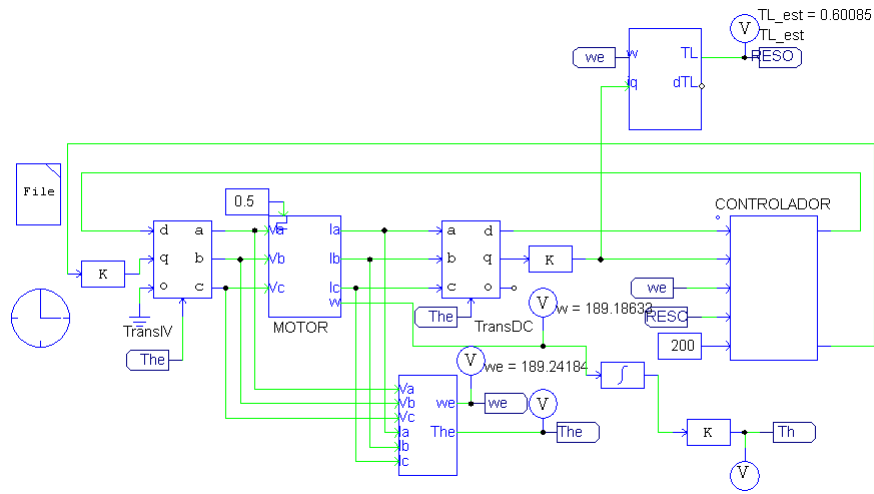 TL_est = 0.60085
V
TL_est
we
w
TL
RESO
iq
dTL
File
0.5
CONTROLADOR
d
a
Va
Ia
a
d
q
b
Vb
Ib
b
q
K
K
o
c
Vc
Ic
c
o
w
we
V
w = 189.18632
TransIV
MOTOR
The
TransDC
RESO
The
200
V
we = 189.24184
∫
Va
Vb
we
we
V
Vc
Ia
The
The
K
Th
Ib
Ic
V